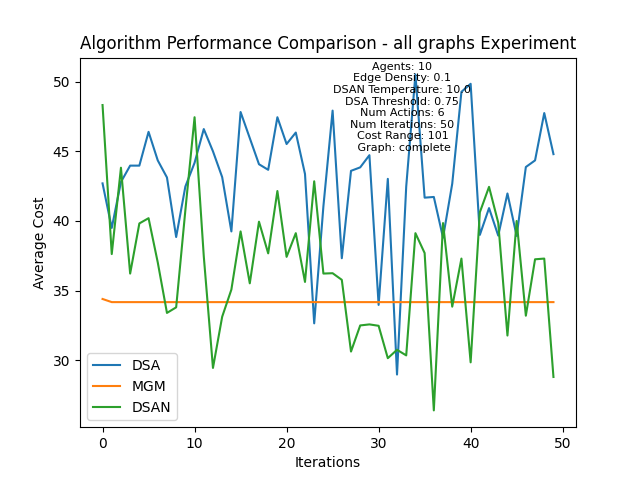 Algorithm Performance Comparison - all graphs Experiment
Agents: 10
Edge Density: 0.1
DSAN Temperature: 10.0
DSA Threshold: 0.75
Num Actions: 6
Num Iterations: 50
Cost Range: 101
Graph: complete
Average Cost
50
45
40
35
30
DSA
MGM
DSAN
0
10
20
30
40
50
Iterations